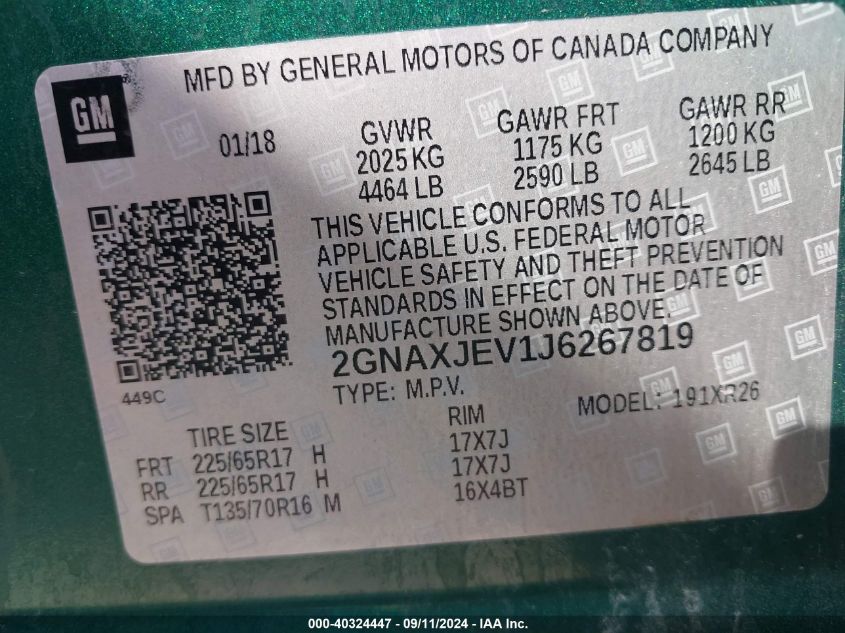 MFD BY GENERAL MOTORS OF CANADA COMPANY
GM
01/18
GVWR
2025 KG
4464 LB
GAWR FRT
1175 KG
2590 LB
GAWR RR
1200 KG
2645 LB
THIS VEHICLE CONFORMS TO ALL
APPLICABLE U.S. FEDERAL MOTOR
VEHICLE SAFETY AND THEFT PREVENTION
STANDARDS IN EFFECT ON THE DATE OF
MANUFACTURE SHOWN ABOVE.
2GNAXJEV1J6267819
TYPE: M.P.V.
MODEL: 191XR26
449C
TIRE SIZE RIM
FRT 225/65R17 H 17X7J
RR 225/65R17 H 17X7J
SPA T135/70R16 M 16X4BT
000-40324447 - 09/11/2024 - IAA Inc.